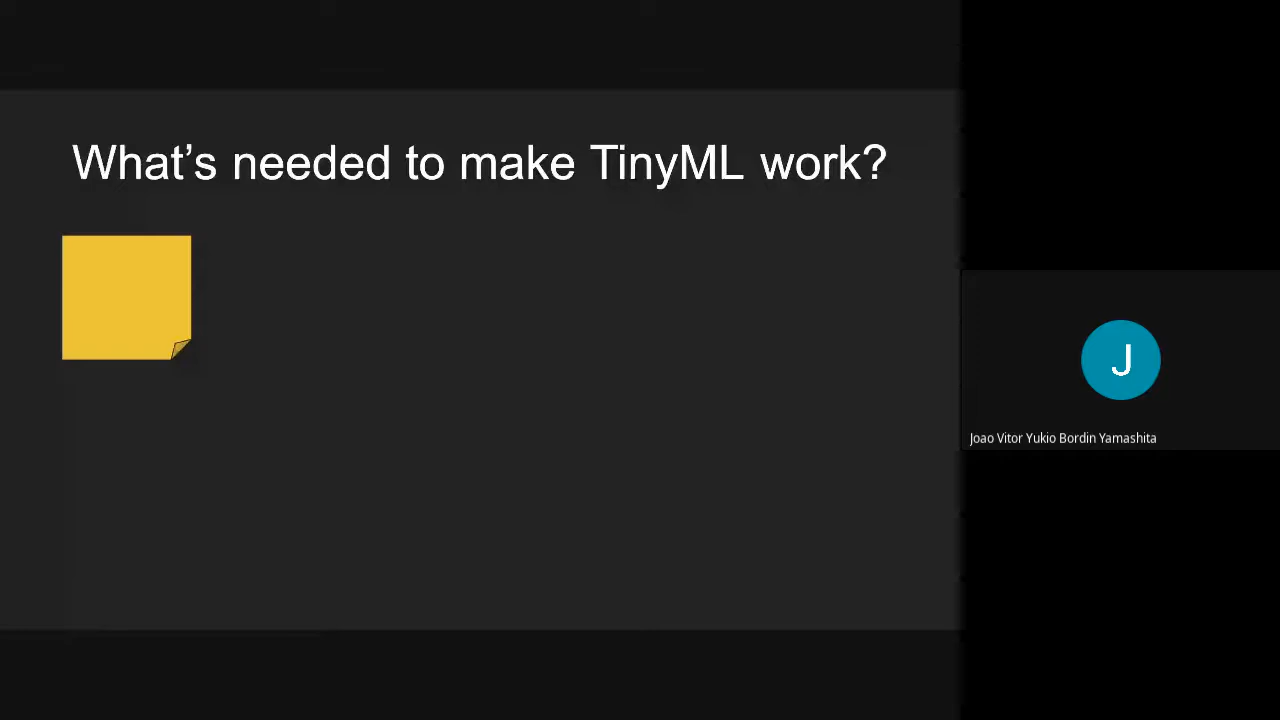 What’s needed to make TinyML work?
J
Joao Vitor Yukio Bordin Yamashita